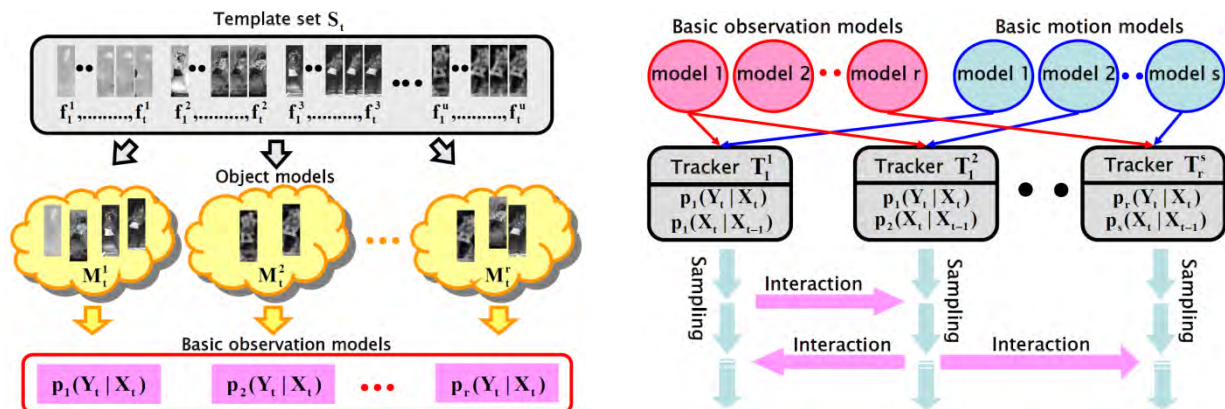 Template set S_t
f_1^1,.........,f_t^1 f_1^2,.........,f_t^2 f_1^3,.........,f_t^3 f_1^u,.........,f_t^u
Object models
M_t^1 M_t^2 M_t^r
Basic observation models
p_1(Y_t | X_t) p_2(Y_t | X_t) p_r(Y_t | X_t)
Basic observation models Basic motion models
model 1 model 2 model r model 1 model 2 model s
Tracker T_1^1 Tracker T_1^2 Tracker T_r^s
p_1(Y_t | X_t) p_1(Y_t | X_t) p_r(Y_t | X_t)
p_1(X_t | X_{t-1}) p_2(X_t | X_{t-1}) p_s(X_t | X_{t-1})
Sampling Sampling Sampling
Interaction
Interaction Interaction